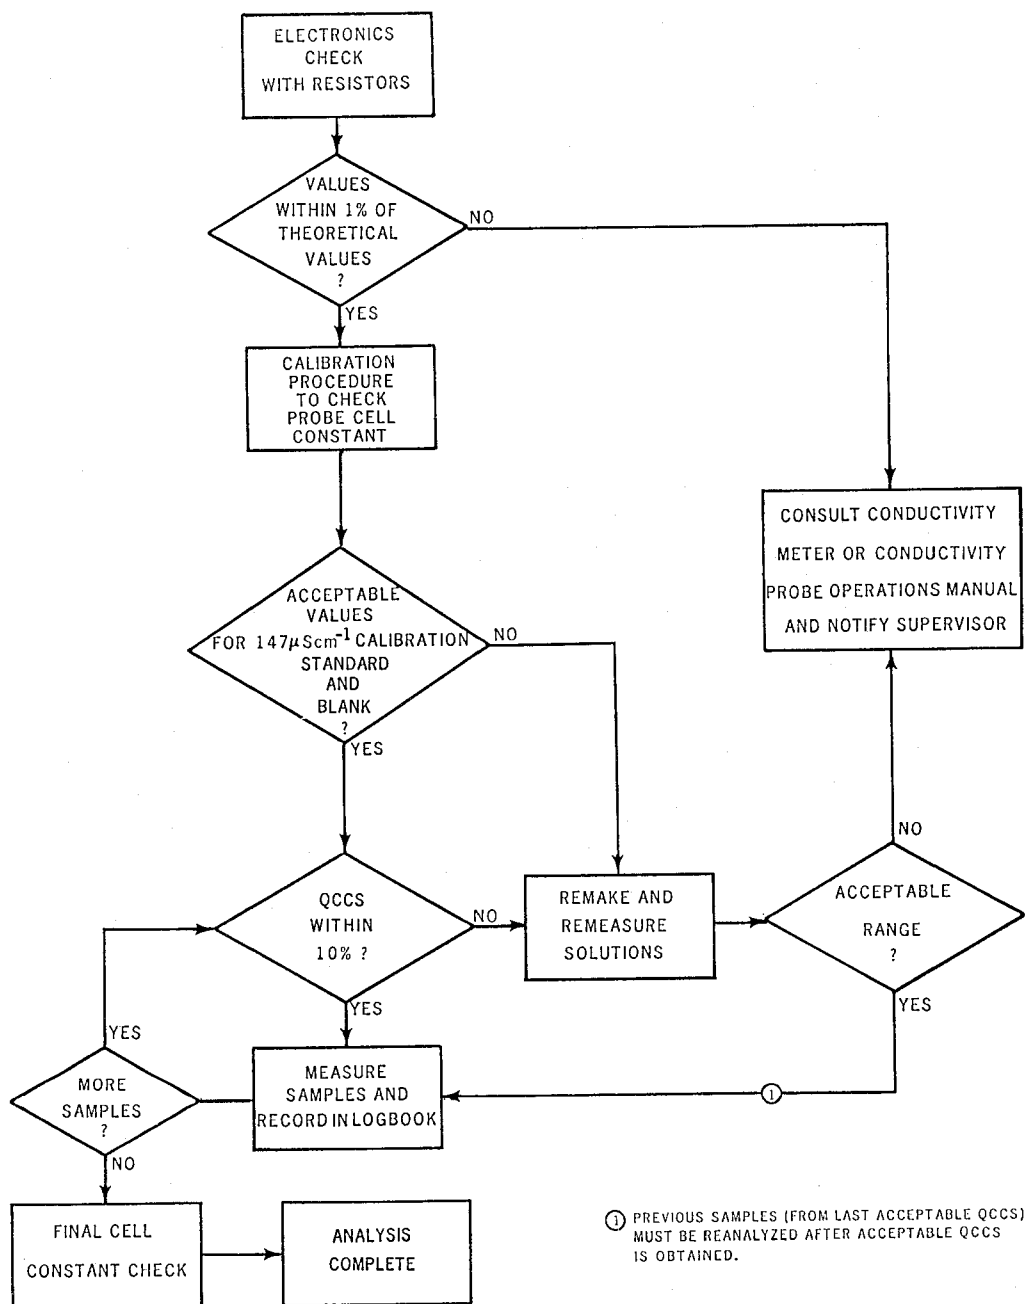 ELECTRONICS
CHECK
WITH RESISTORS
VALUES
WITHIN 1% OF
THEORETICAL
VALUES
?
NO
YES
CALIBRATION
PROCEDURE
TO CHECK
PROBE CELL
CONSTANT
CONSULT CONDUCTIVITY
METER OR CONDUCTIVITY
PROBE OPERATIONS MANUAL
AND NOTIFY SUPERVISOR
ACCEPTABLE
VALUES
FOR 147µScm⁻¹ CALIBRATION
STANDARD
AND
BLANK
?
NO
YES
QCCS
WITHIN
10% ?
NO
YES
REMAKE AND
REMEASURE
SOLUTIONS
NO
ACCEPTABLE
RANGE
?
YES
YES
MORE
SAMPLES
?
NO
MEASURE
SAMPLES AND
RECORD IN LOGBOOK
1
FINAL CELL
CONSTANT CHECK
ANALYSIS
COMPLETE
① PREVIOUS SAMPLES (FROM LAST ACCEPTABLE QCCS)
MUST BE REANALYZED AFTER ACCEPTABLE QCCS
IS OBTAINED.